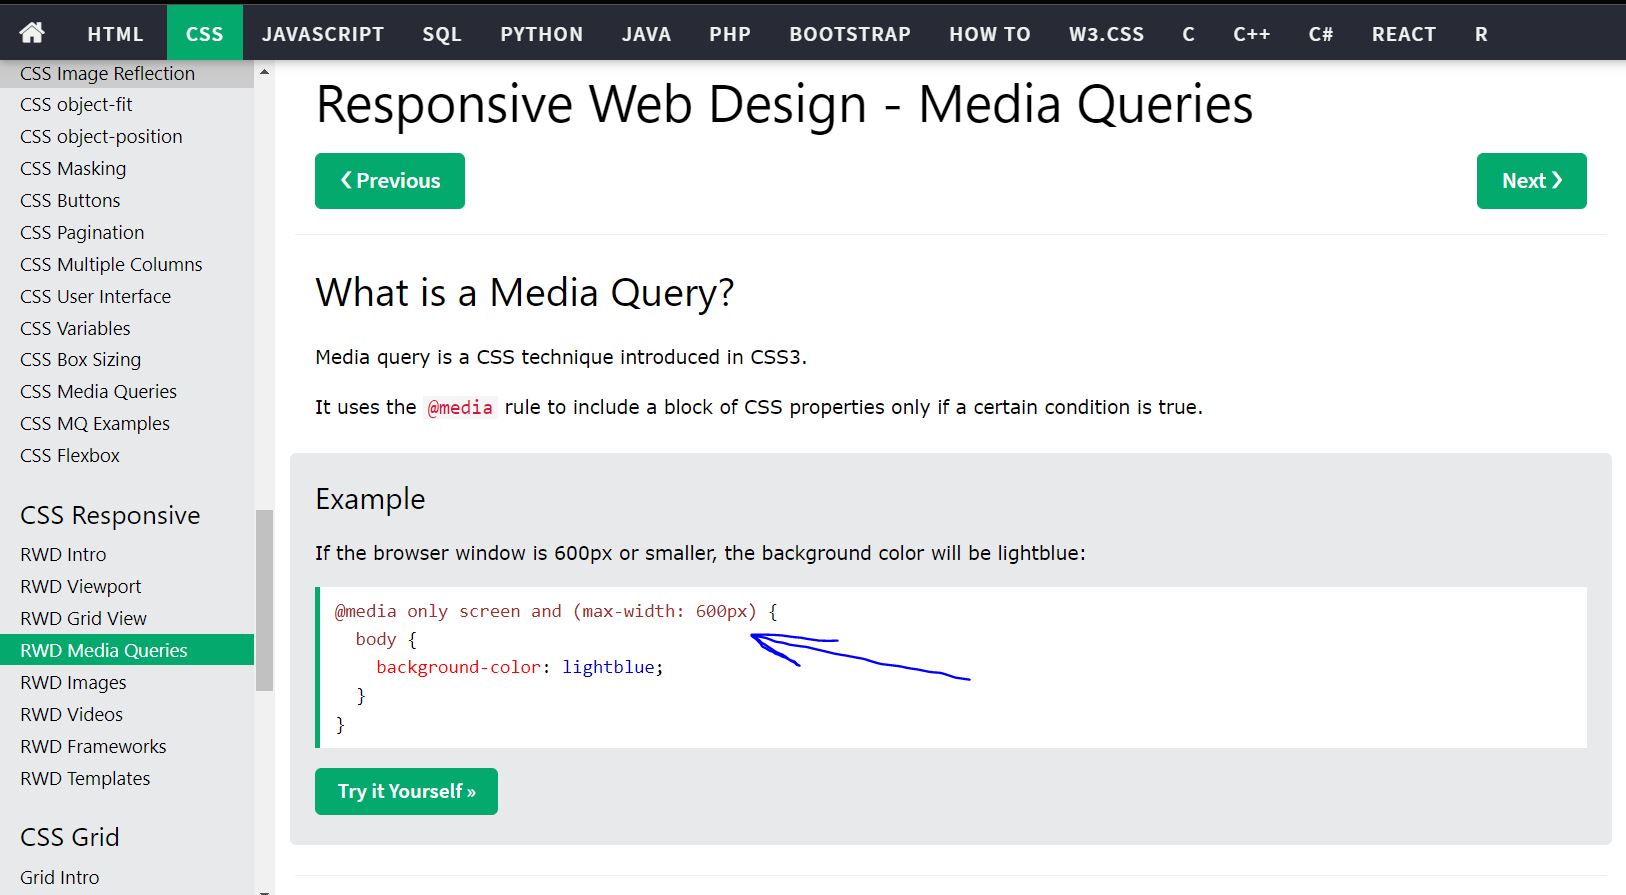 HTML CSS JAVASCRIPT SQL PYTHON JAVA PHP BOOTSTRAP HOW TO W3.CSS C C++ C# REACT R
CSS Image Reflection
CSS object-fit
CSS object-position
CSS Masking
CSS Buttons
CSS Pagination
CSS Multiple Columns
CSS User Interface
CSS Variables
CSS Box Sizing
CSS Media Queries
CSS MQ Examples
CSS Flexbox
CSS Responsive
RWD Intro
RWD Viewport
RWD Grid View
RWD Media Queries
RWD Images
RWD Videos
RWD Frameworks
RWD Templates
CSS Grid
Grid Intro
Responsive Web Design - Media Queries
❮ Previous
Next ❯
What is a Media Query?
Media query is a CSS technique introduced in CSS3.
It uses the @media rule to include a block of CSS properties only if a certain condition is true.
Example
If the browser window is 600px or smaller, the background color will be lightblue:
@media only screen and (max-width: 600px) {
body {
background-color: lightblue;
}
}
Try it Yourself »